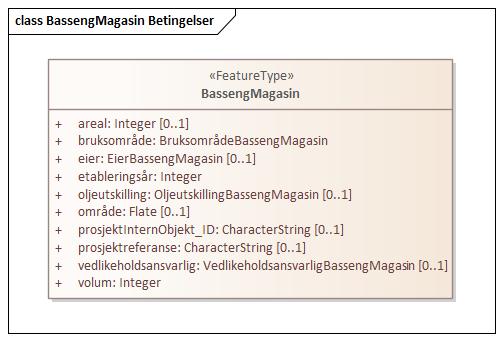 class BassengMagasin Betingelser
«FeatureType»
BassengMagasin
+ areal: Integer [0..1]
+ bruksområde: BruksområdeBassengMagasin
+ eier: EierBassengMagasin [0..1]
+ etableringsår: Integer
+ oljeutskilling: OljeutskillingBassengMagasin [0..1]
+ område: Flate [0..1]
+ prosjektInternObjekt_ID: CharacterString [0..1]
+ prosjektreferanse: CharacterString [0..1]
+ vedlikeholdsansvarlig: VedlikeholdsansvarligBassengMagasin [0..1]
+ volum: Integer